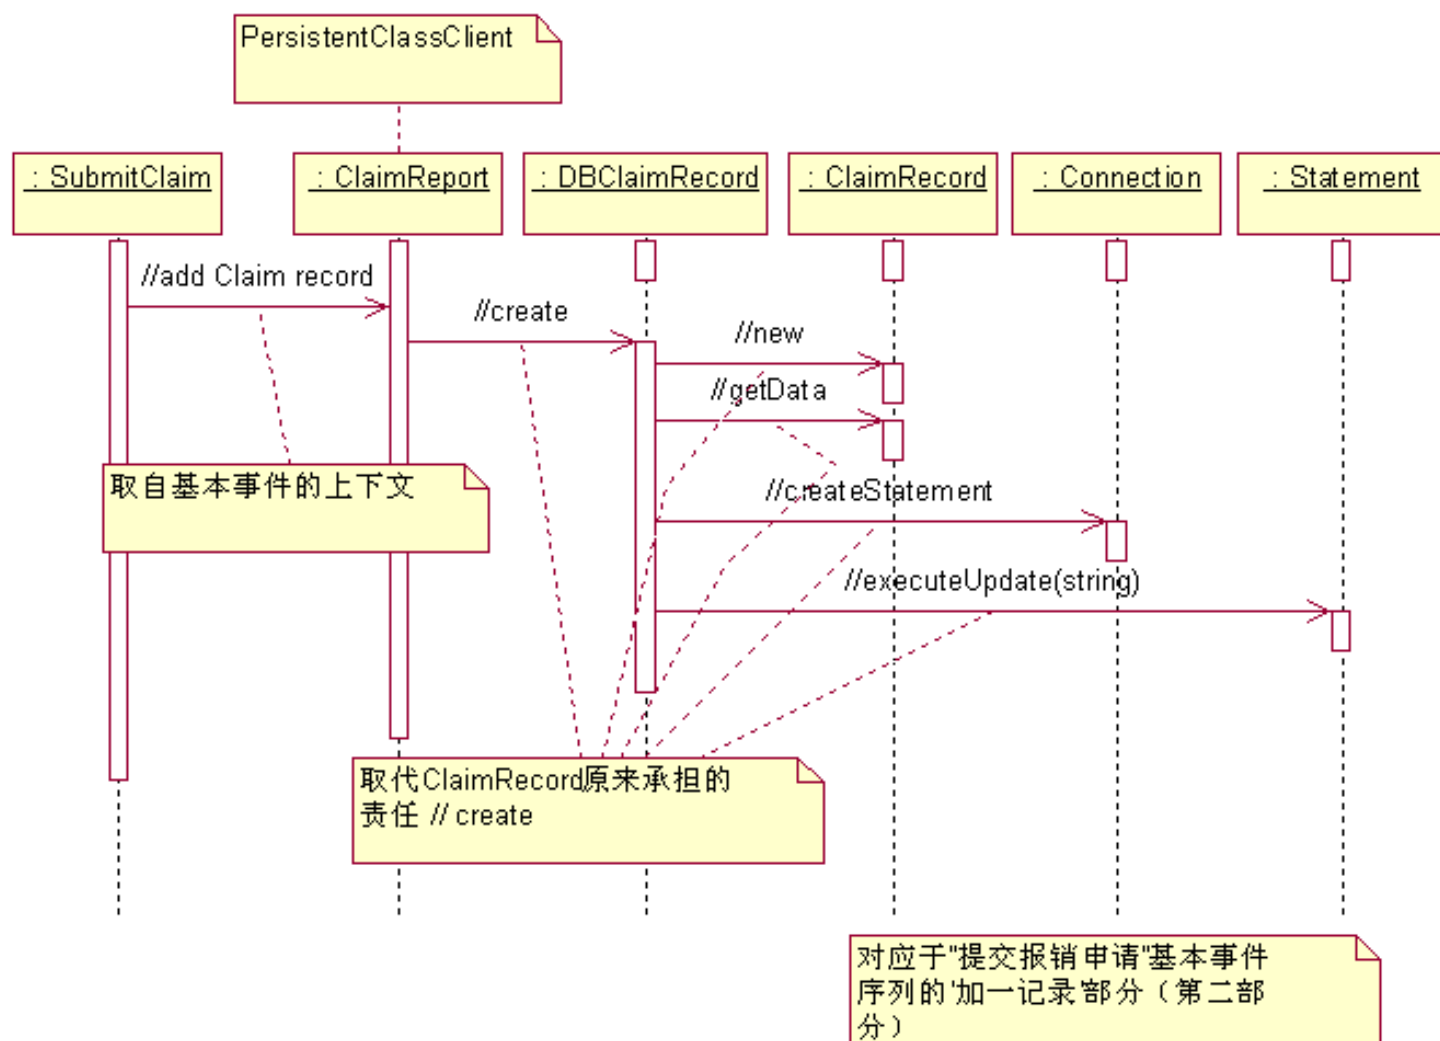 PersistentClassClient
: SubmitClaim
: ClaimReport
: DBClaimRecord
: ClaimRecord
: Connection
: Statement
//add Claim record
//create
//new
//getData
取自基本事件的上下文
//createStatement
//executeUpdate(string)
取代ClaimRecord原来承担的
责任 // create
对应于"提交报销申请"基本事件
序列的'加一记录'部分（第二部
分）